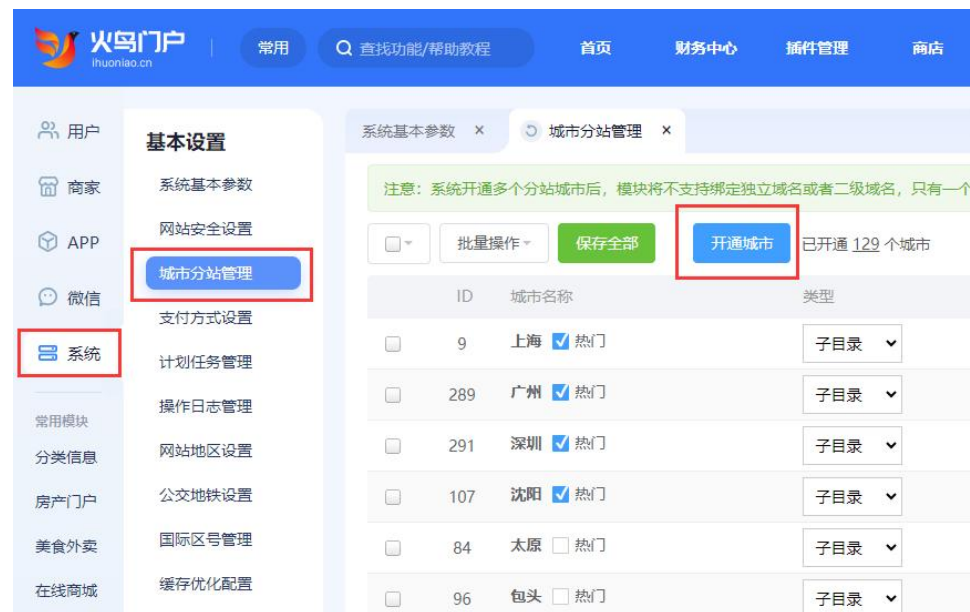 火鸟门户
ihuoniao.cn
常用
查找功能/帮助教程
首页
财务中心
插件管理
商店
用户
商家
APP
微信
系统
常用模块
分类信息
房产门户
美食外卖
在线商城
基本设置
系统基本参数
网站安全设置
城市分站管理
支付方式设置
计划任务管理
操作日志管理
网站地区设置
公交地铁设置
国际区号管理
缓存优化配置
系统基本参数 ×
城市分站管理 ×
注意：系统开通多个分站城市后，模块将不支持绑定独立域名或者二级域名，只有一个
批量操作
保存全部
开通城市
已开通 129 个城市
ID 城市名称 类型
9 上海 热门 子目录
289 广州 热门 子目录
291 深圳 热门 子目录
107 沈阳 热门 子目录
84 太原 热门 子目录
96 包头 热门 子目录